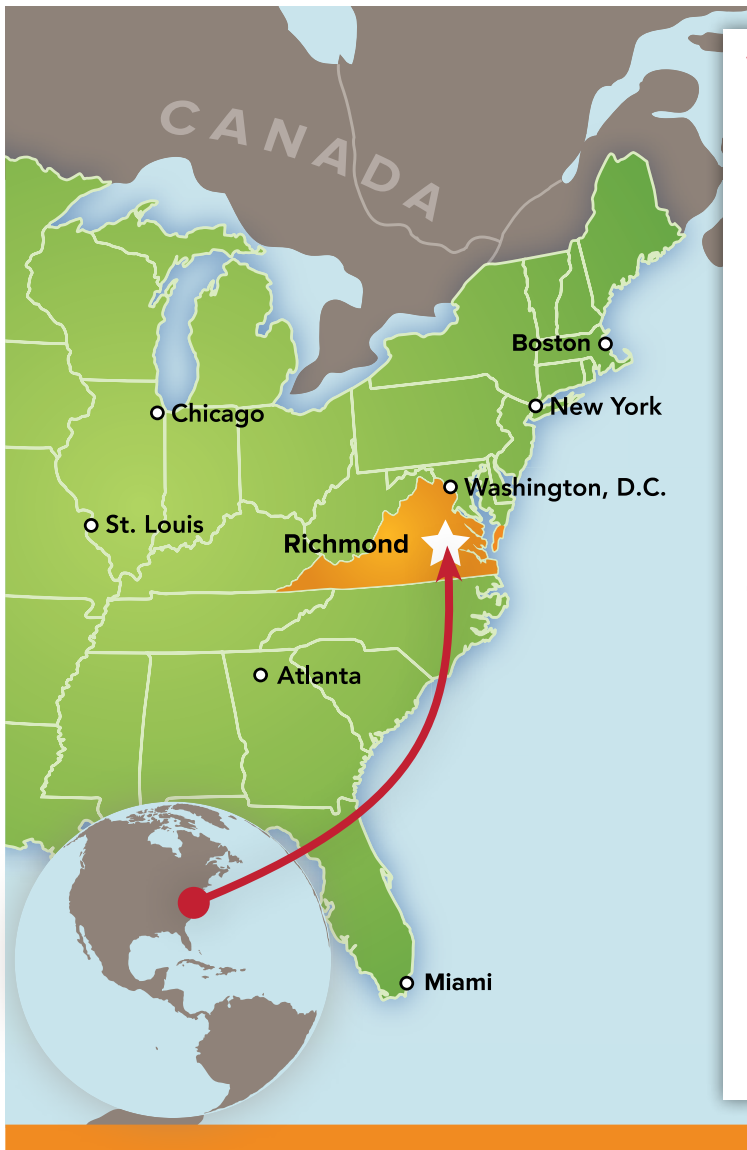 CANADA
Boston
New York
Chicago
Washington, D.C.
St. Louis
Richmond
Atlanta
Miami